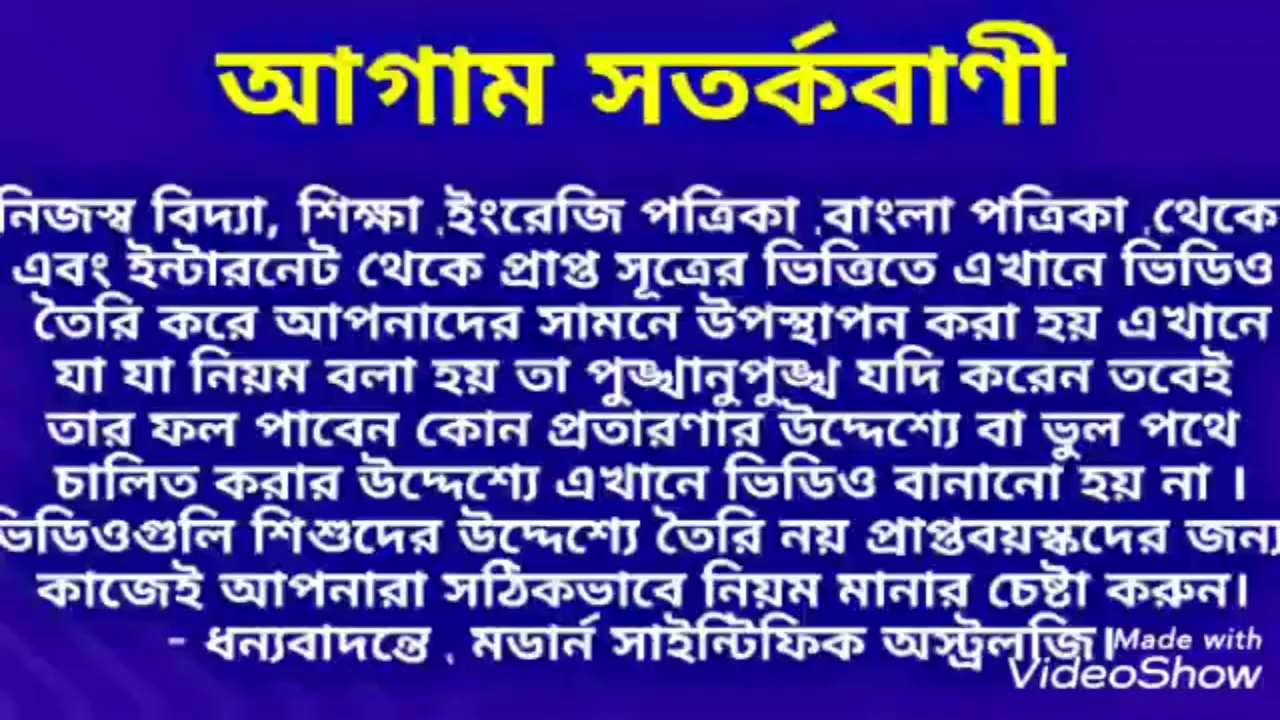 আগাম সতর্কবাণী
নিজস্ব বিদ্যা, শিক্ষা ,ইংরেজি পত্রিকা ,বাংলা পত্রিকা ,থেকে
এবং ইন্টারনেট থেকে প্রাপ্ত সূত্রের ভিত্তিতে এখানে ভিডিও
তৈরি করে আপনাদের সামনে উপস্থাপন করা হয় এখানে
যা যা নিয়ম বলা হয় তা পুঙ্খানুপুঙ্খ যদি করেন তবেই
তার ফল পাবেন কোন প্রতারণার উদ্দেশ্যে বা ভুল পথে
চালিত করার উদ্দেশ্যে এখানে ভিডিও বানানো হয় না ।
ভিডিওগুলি শিশুদের উদ্দেশ্যে তৈরি নয় প্রাপ্তবয়স্কদের জন্য
কাজেই আপনারা সঠিকভাবে নিয়ম মানার চেষ্টা করুন।
- ধন্যবাদন্তে , মডার্ন সাইন্টিফিক অস্ট্রলজি।
Made with
VideoShow